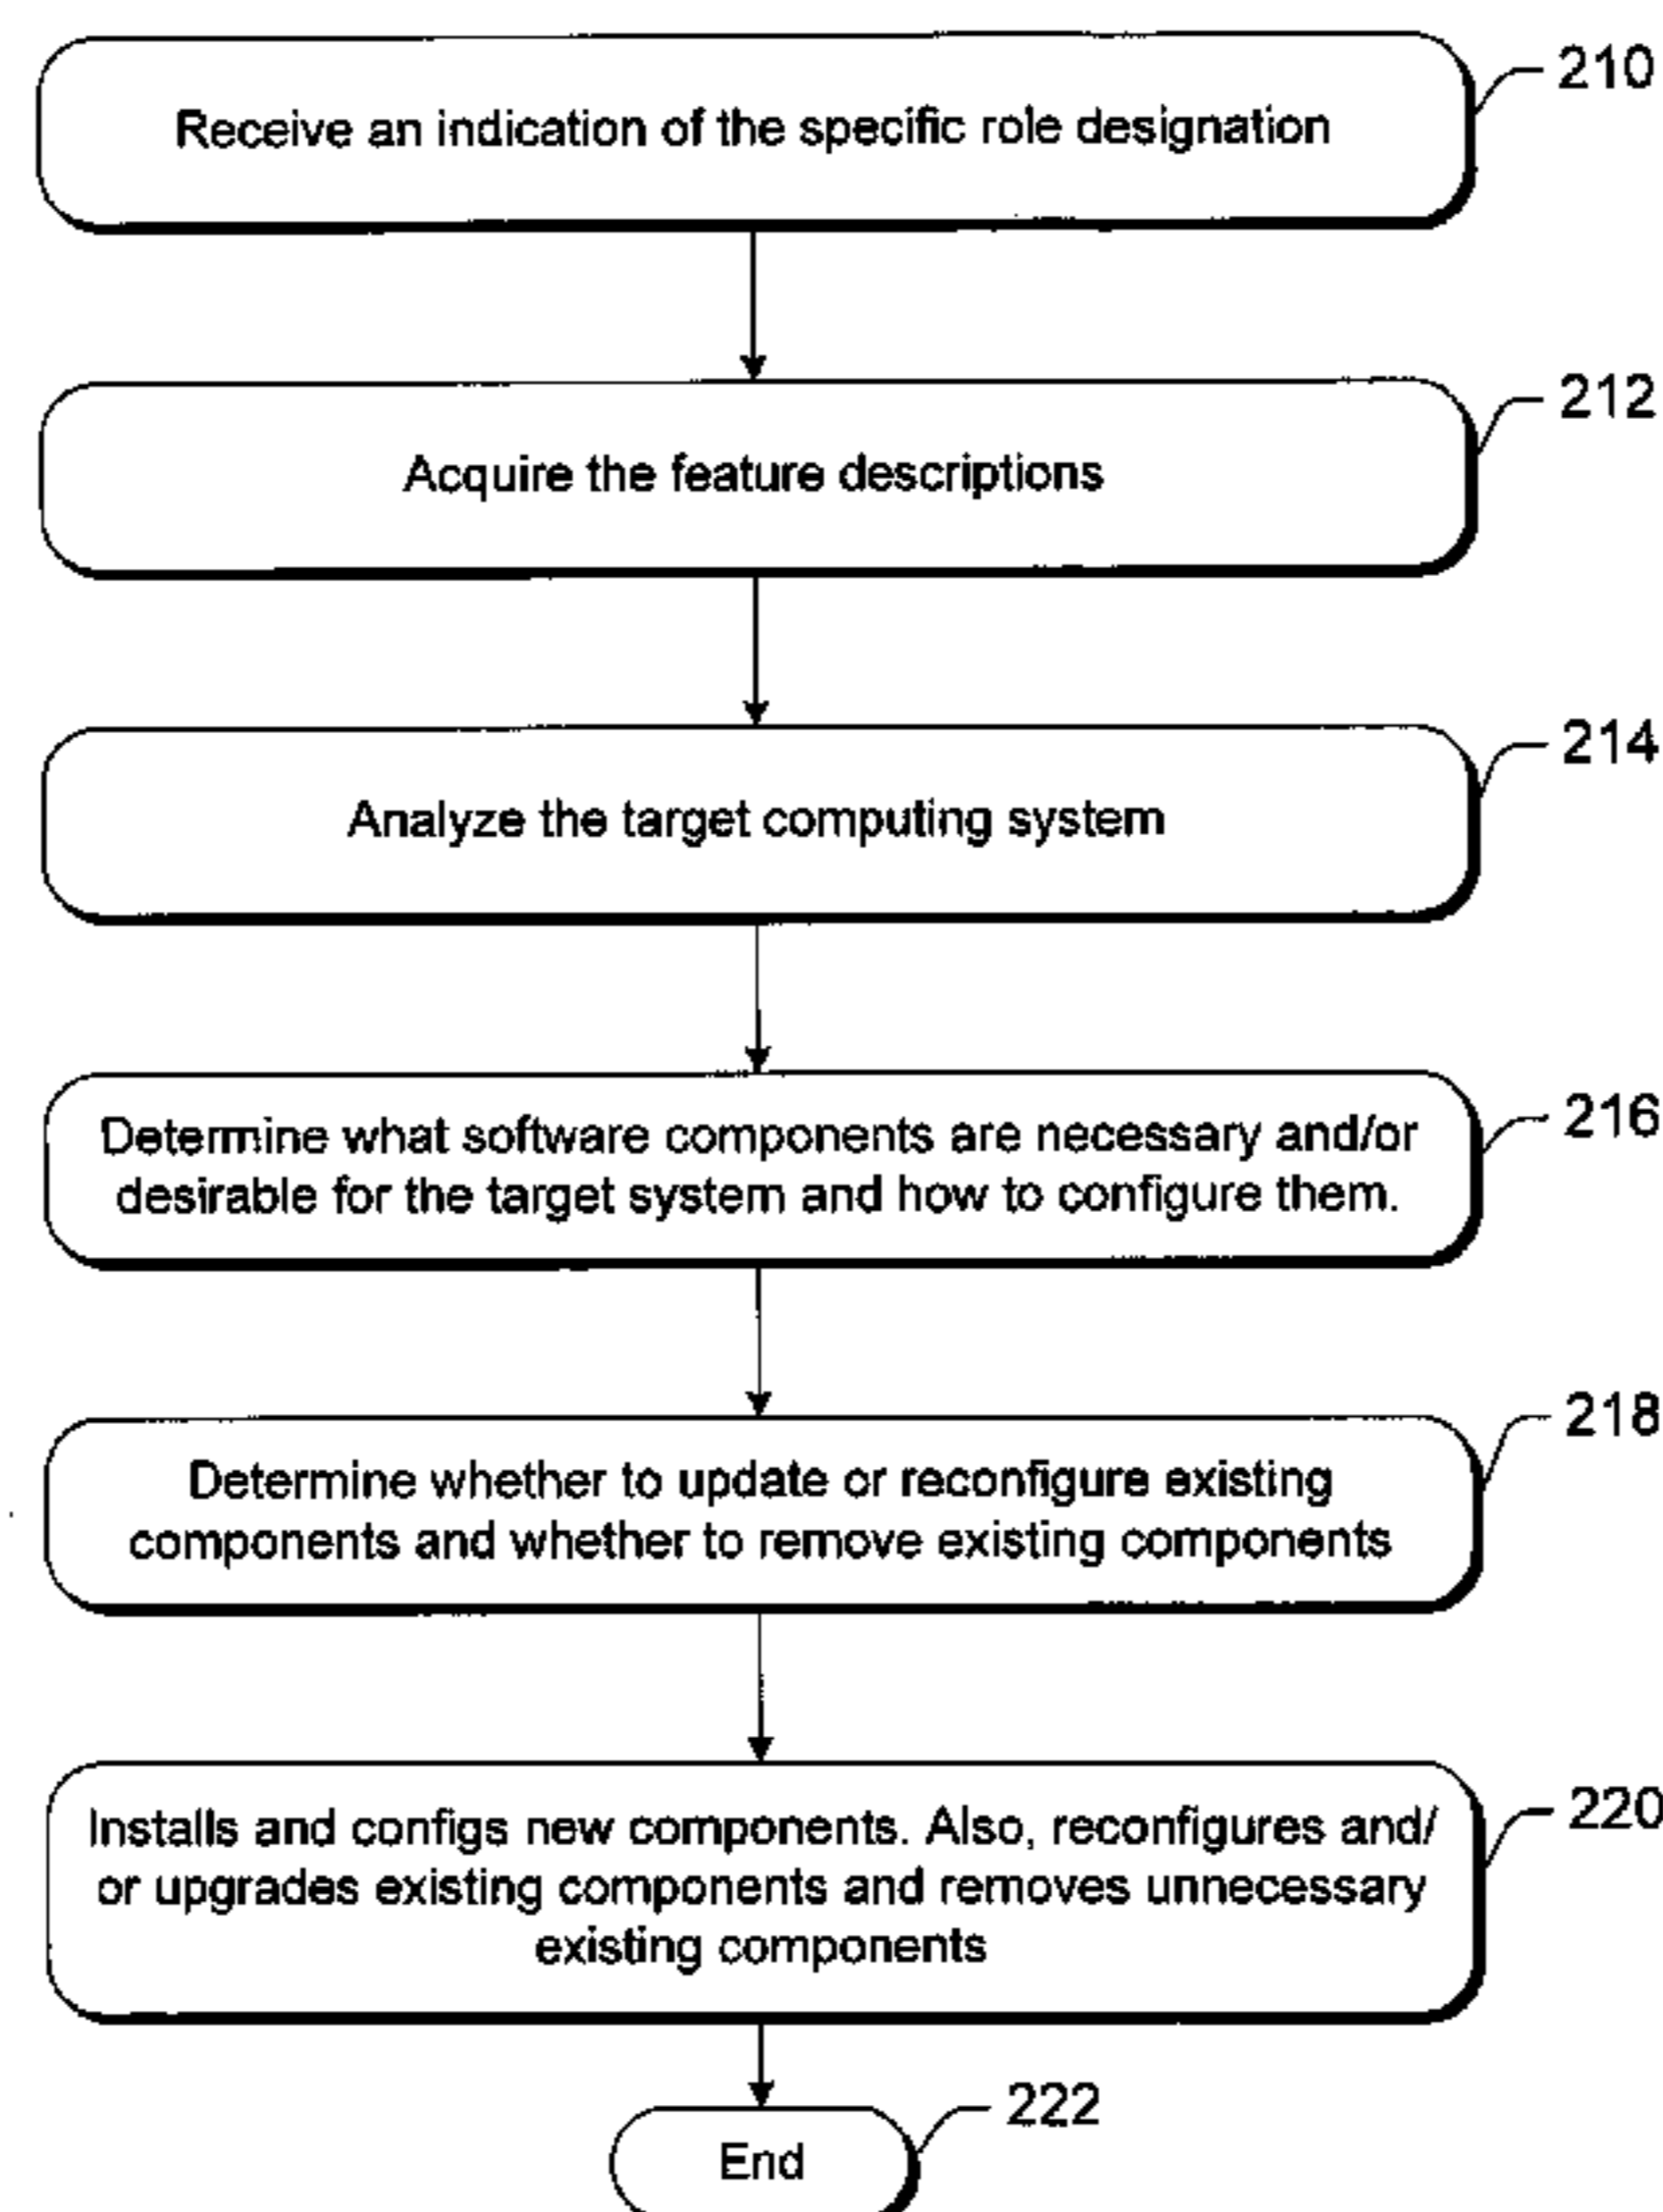 Receive an indication of the specific role designation
210
Acquire the feature descriptions
212
Analyze the target computing system
214
Determine what software components are necessary and/or
desirable for the target system and how to configure them.
216
Determine whether to update or reconfigure existing
components and whether to remove existing components
218
Installs and configs new components. Also, reconfigures and/
or upgrades existing components and removes unnecessary
existing components
220
End
222